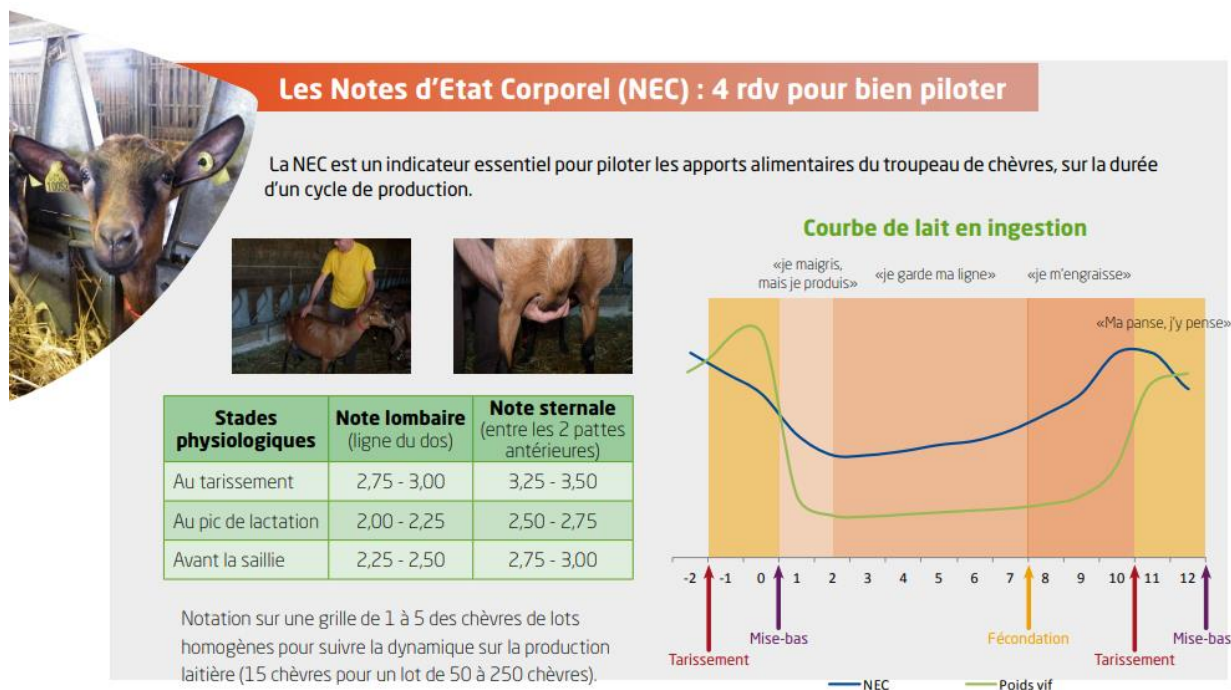 Les Notes d'Etat Corporel (NEC) : 4 rdv pour bien piloter
La NEC est un indicateur essentiel pour piloter les apports alimentaires du troupeau de chèvres, sur la durée
d'un cycle de production.
Stades
physiologiques
Note lombaire
(ligne du dos)
Note sternale
(entre les 2 pattes
antérieures)
Au tarissement
2,75 - 3,00
3,25 - 3,50
Au pic de lactation
2,00 - 2,25
2,50 - 2,75
Avant la saillie
2,25 - 2,50
2,75 - 3,00
Notation sur une grille de 1 à 5 des chèvres de lots
homogènes pour suivre la dynamique sur la production
laitière (15 chèvres pour un lot de 50 à 250 chèvres).
Courbe de lait en ingestion
«je maigris,
mais je produis»
«je garde ma ligne»
«je m'engraisse»
«Ma panse, j'y pense»
-2 -1 0 1 2 3 4 5 6 7 8 9 10 11 12
Mise-bas
Fécondation
Mise-bas
Tarissement
Tarissement
NEC
Poids vif